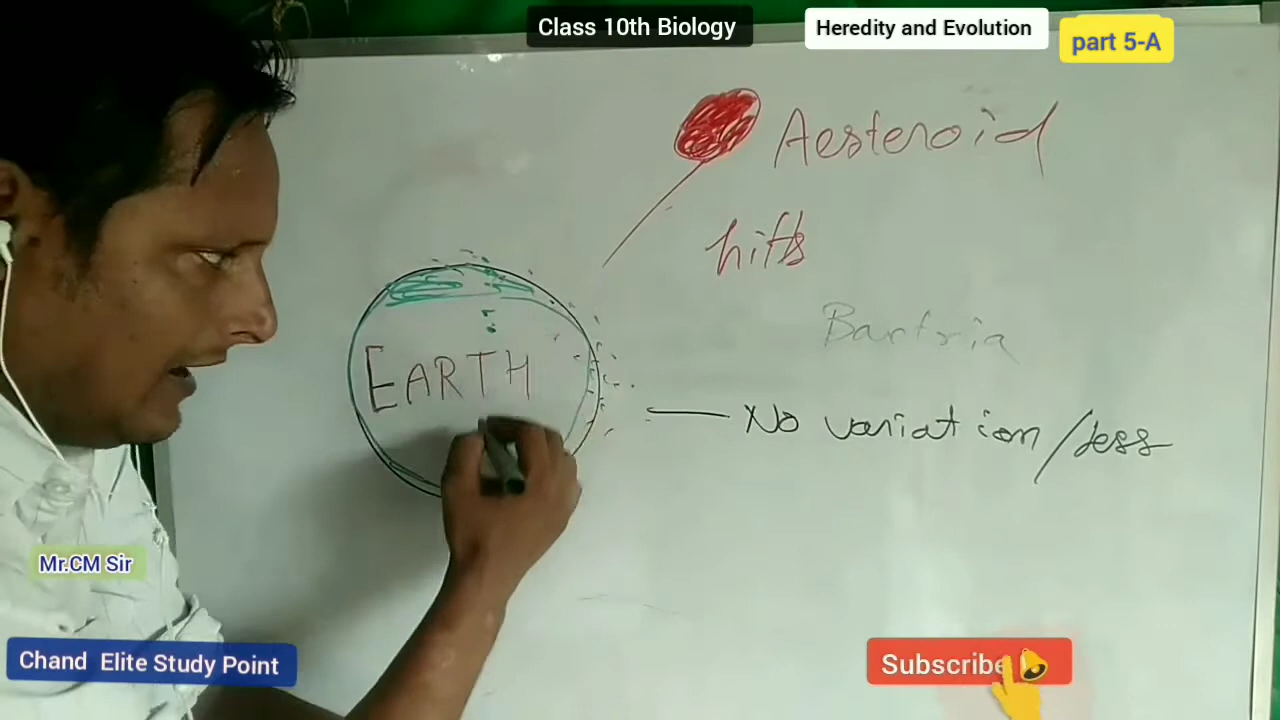 Class 10th Biology
Heredity and Evolution
part 5-A
Aesteroid
hits
EARTH
No variation/less
Mr.CM Sir
Chand Elite Study Point
Subscribe